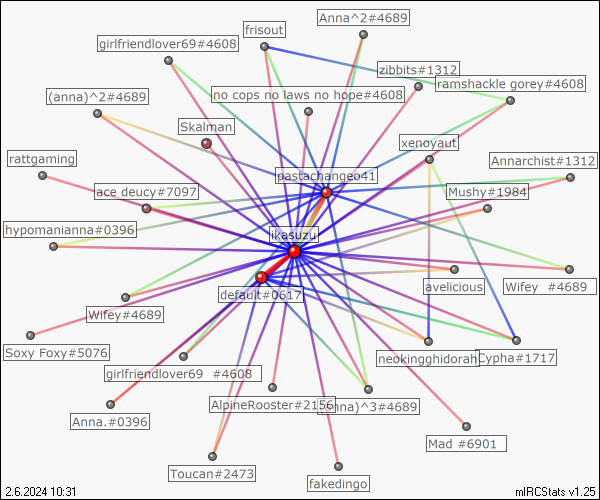 Anna^2#4689
frisout
girlfriendlover69#4608
zibbits#1312
ramshackle gorey#4608
(anna)^2#4689
no cops no laws no hope#4608
Skalman
xenoyaut
rattgaming
pastachangeo41
Annarchist#1312
ace deucy#7097
Mushy#1984
hypomanianna#0396
ikasuzu
default#0617
avelicious
Wifey #4689
Wifey#4689
Soxy Foxy#5076
neokingghidorah
Cypha#1717
girlfriendlover69 #4608
AlpineRooster#2156
)^3#4689
Anna.#0396
Mad #6901
Toucan#2473
fakedingo
2.6.2024 10:31
mIRCStats v1.25